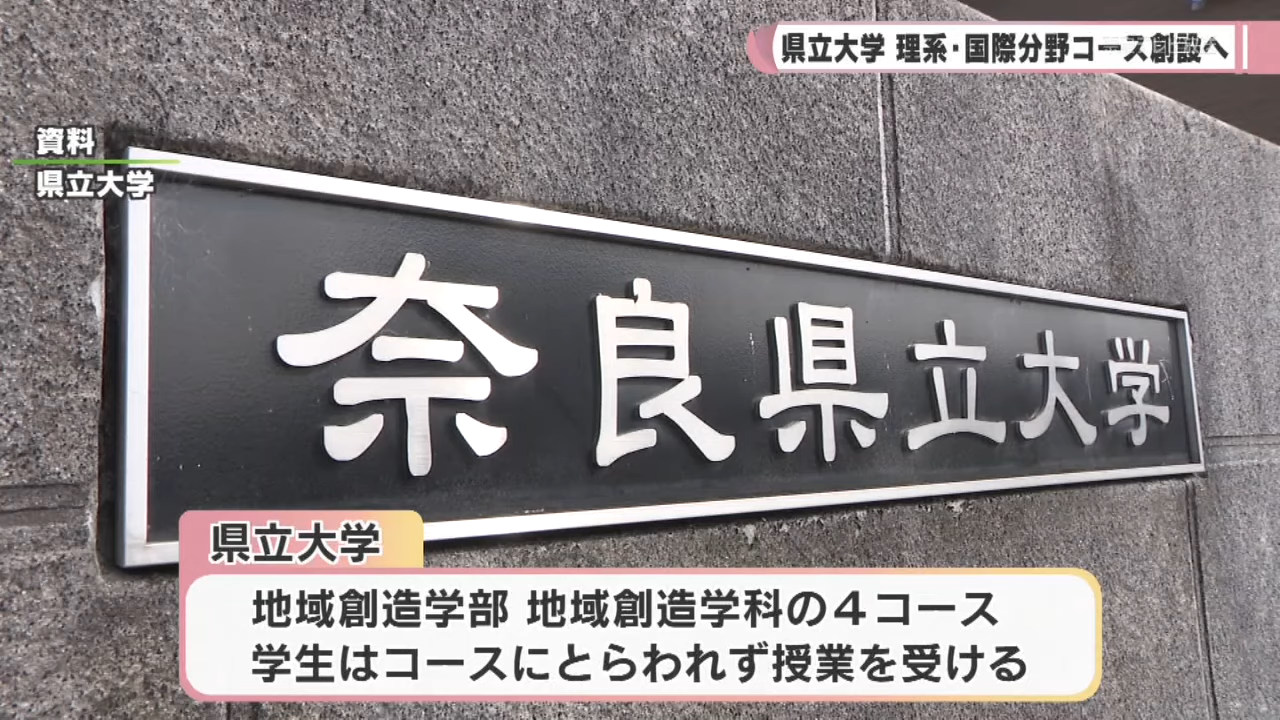 県立大学 理系・国際分野コース創設へ
資料
県立大学
奈良県立大学
県立大学
地域創造学部 地域創造学科の4コース
学生はコースにとらわれず授業を受ける